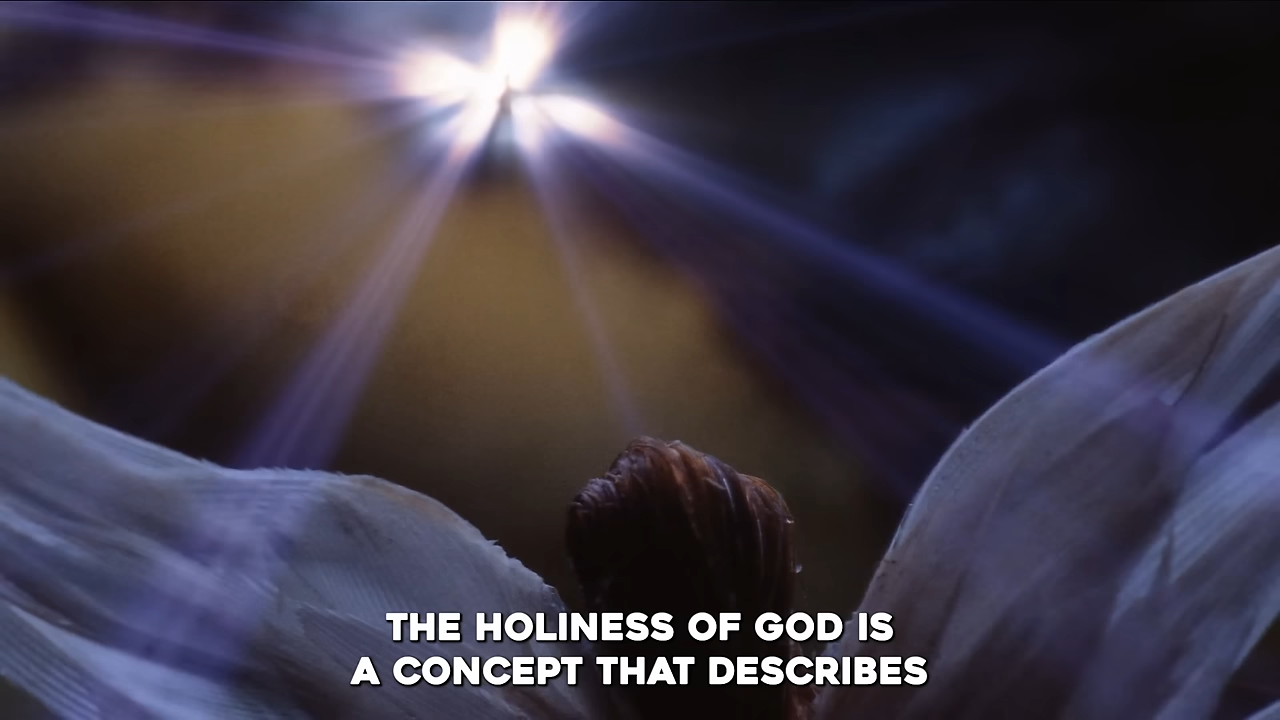 THE HOLINESS OF GOD IS
A CONCEPT THAT DESCRIBES